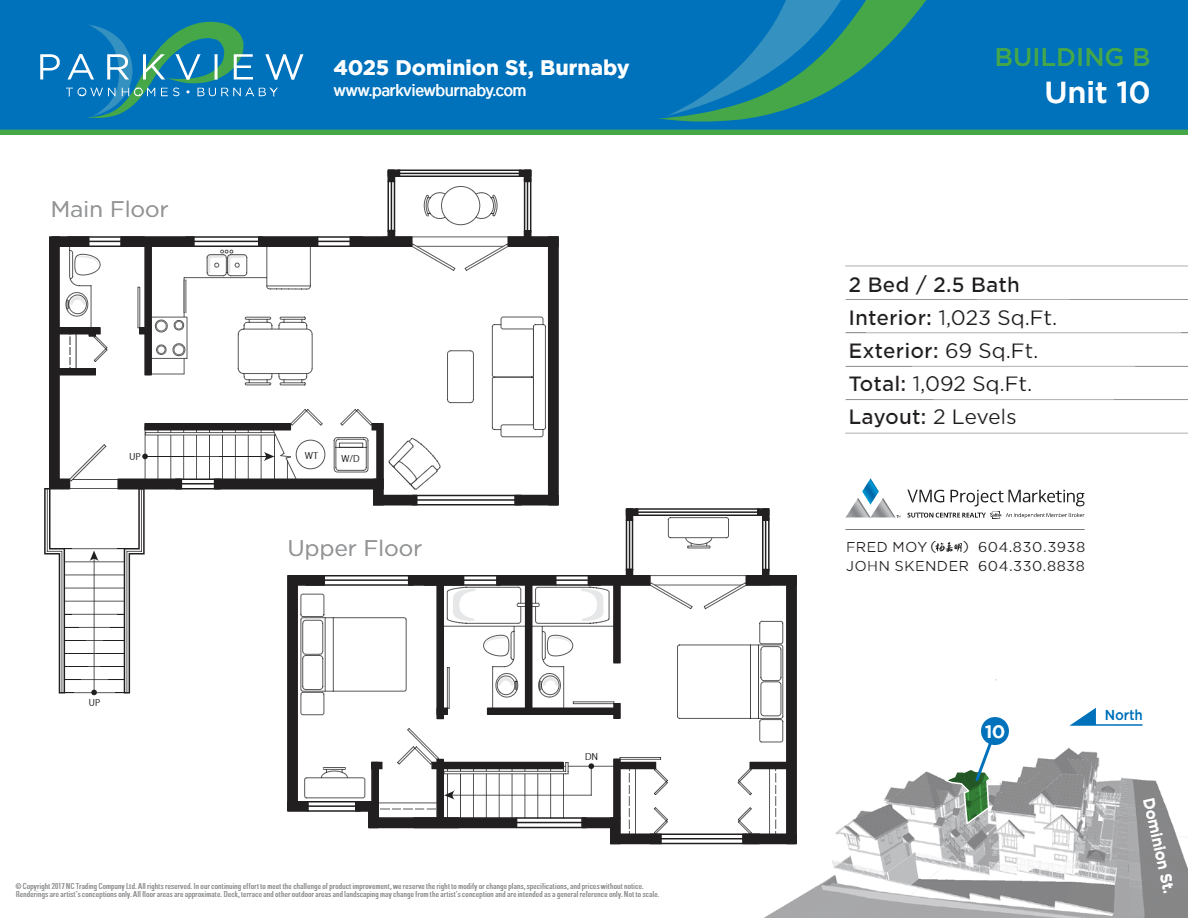 PARKVIEW
TOWNHOMES • BURNABY
4025 Dominion St, Burnaby
www.parkviewburnaby.com
BUILDING B
Unit 10
Main Floor
UP
WT
W/D
UP
Upper Floor
DN
2 Bed / 2.5 Bath
Interior: 1,023 Sq.Ft.
Exterior: 69 Sq.Ft.
Total: 1,092 Sq.Ft.
Layout: 2 Levels
VMG Project Marketing
SUTTON CENTRE REALTY An Independent Member Broker
FRED MOY (杨嘉明) 604.830.3938
JOHN SKENDER 604.330.8838
North
10
Dominion St.
© Copyright 2017 NC Trading Company Ltd. All rights reserved. In our continuing effort to meet the challenge of product improvement, we reserve the right to modify or change plans, specifications, and prices without notice.
Renderings are artist's conceptions only. All floor areas are approximate. Deck, terrace and other outdoor areas and landscaping may change from the artist's conception and are intended as a general reference only. Not to scale.